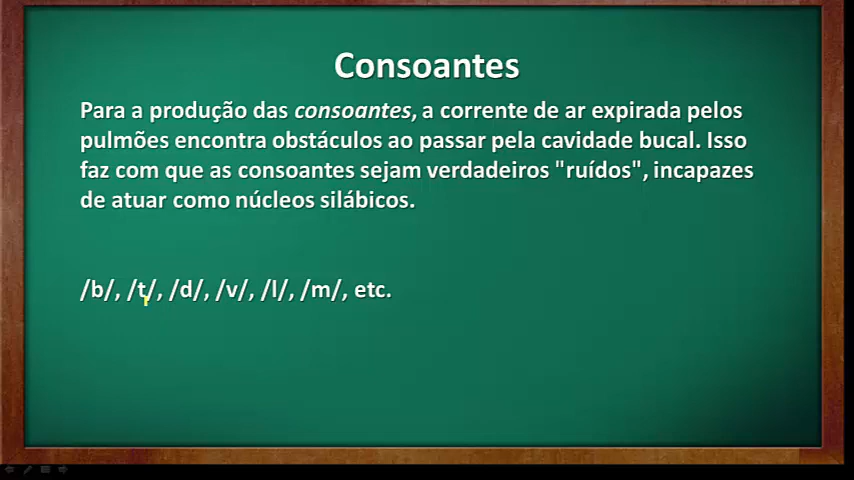 Consoantes
Para a produção das consoantes, a corrente de ar expirada pelos
pulmões encontra obstáculos ao passar pela cavidade bucal. Isso
faz com que as consoantes sejam verdadeiros "ruídos", incapazes
de atuar como núcleos silábicos.
/b/, /t/, /d/, /v/, /l/, /m/, etc.